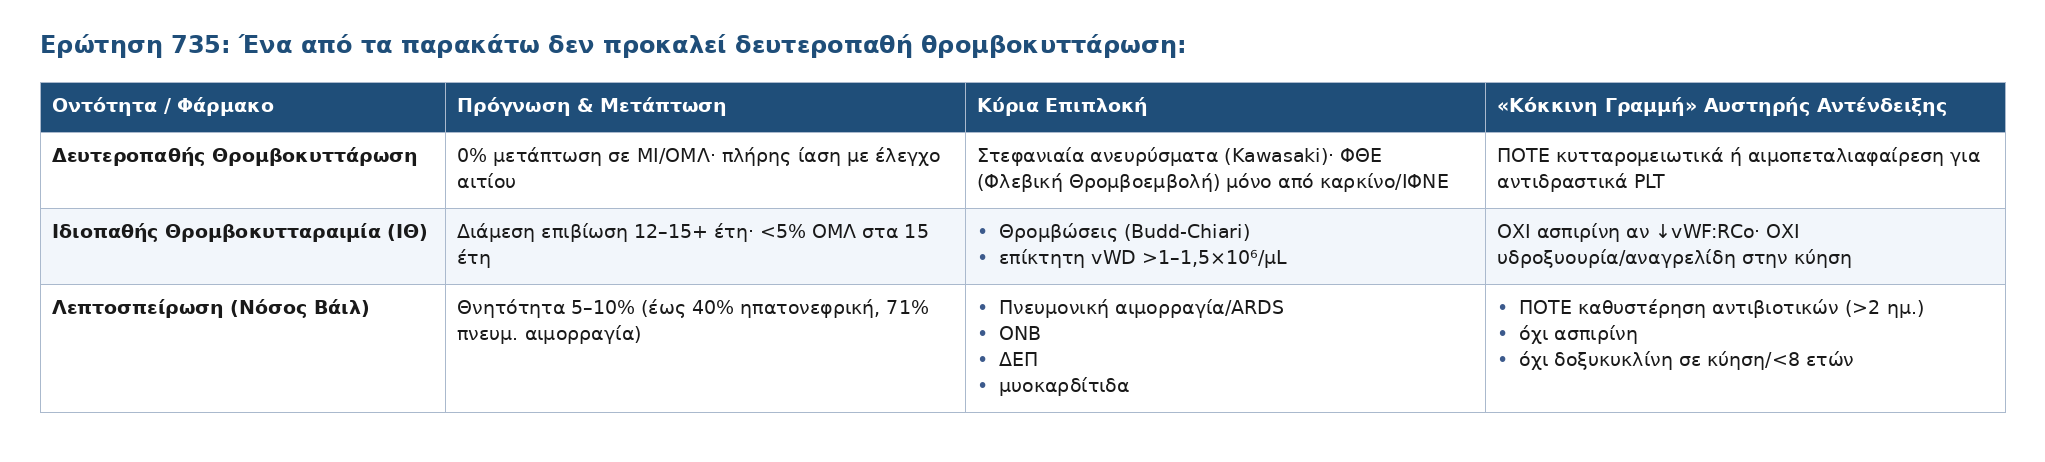 Ερώτηση 735: Ένα από τα παρακάτω δεν προκαλεί δευτεροπαθή θρομβοκυττάρωση:
Οντότητα / Φάρμακο
Πρόγνωση & Μετάπτωση
Κύρια Επιπλοκή
«Κόκκινη Γραμμή» Αυστηρής Αντένδειξης
Δευτεροπαθής Θρομβοκυττάρωση
0% μετάπτωση σε ΜΙ/ΟΜΛ· πλήρης ίαση με έλεγχο
αιτίου
Στεφανιαία ανευρύσματα (Kawasaki)· ΦΘΕ
(Φλεβική Θρομβοεμβολή) μόνο από καρκίνο/ΙΦΝΕ
ΠΟΤΕ κυτταρομειωτικά ή αιμοπεταλιαφαίρεση για
αντιδραστικά PLT
Ιδιοπαθής Θρομβοκυτταραιμία (ΙΘ)
Διάμεση επιβίωση 12–15+ έτη· <5% ΟΜΛ στα 15
έτη
• Θρομβώσεις (Budd-Chiari)
• επίκτητη vWD >1–1,5×10⁶/μL
ΟΧΙ ασπιρίνη αν ↓vWF:RCo· ΟΧΙ
υδροξυουρία/αναγρελίδη στην κύηση
Λεπτοσπείρωση (Νόσος Βάιλ)
Θνητότητα 5–10% (έως 40% ηπατονεφρική, 71%
πνευμ. αιμορραγία)
• Πνευμονική αιμορραγία/ARDS
• ΟΝΒ
• ΔΕΠ
• μυοκαρδίτιδα
• ΠΟΤΕ καθυστέρηση αντιβιοτικών (>2 ημ.)
• όχι ασπιρίνη
• όχι δοξυκυκλίνη σε κύηση/<8 ετών